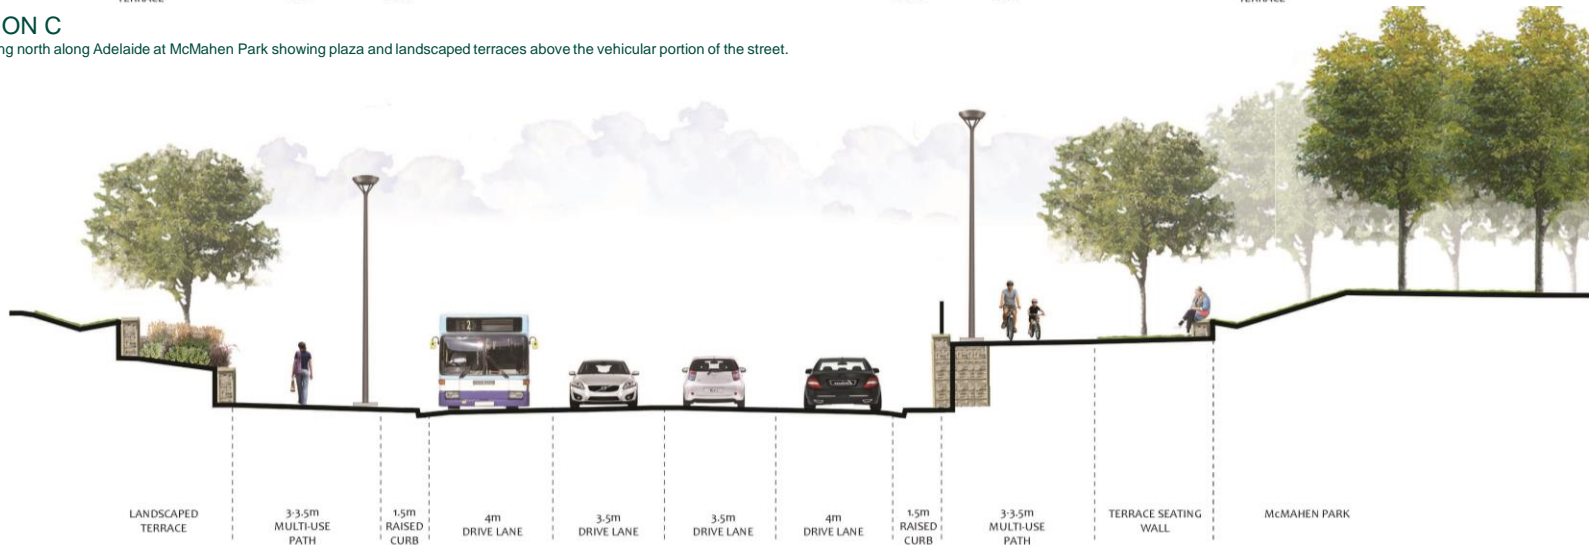 TERRACE
TERRACE
ON C
ng north along Adelaide at McMahen Park showing plaza and landscaped terraces above the vehicular portion of the street.
2
LANDSCAPED
TERRACE
3-3.5m
MULTI-USE
PATH
1.5m
RAISED
CURB
4m
DRIVE LANE
3.5m
DRIVE LANE
3.5m
DRIVE LANE
4m
DRIVE LANE
1.5m
RAISED
CURB
3-3.5m
MULTI-USE
PATH
TERRACE SEATING
WALL
McMAHEN PARK